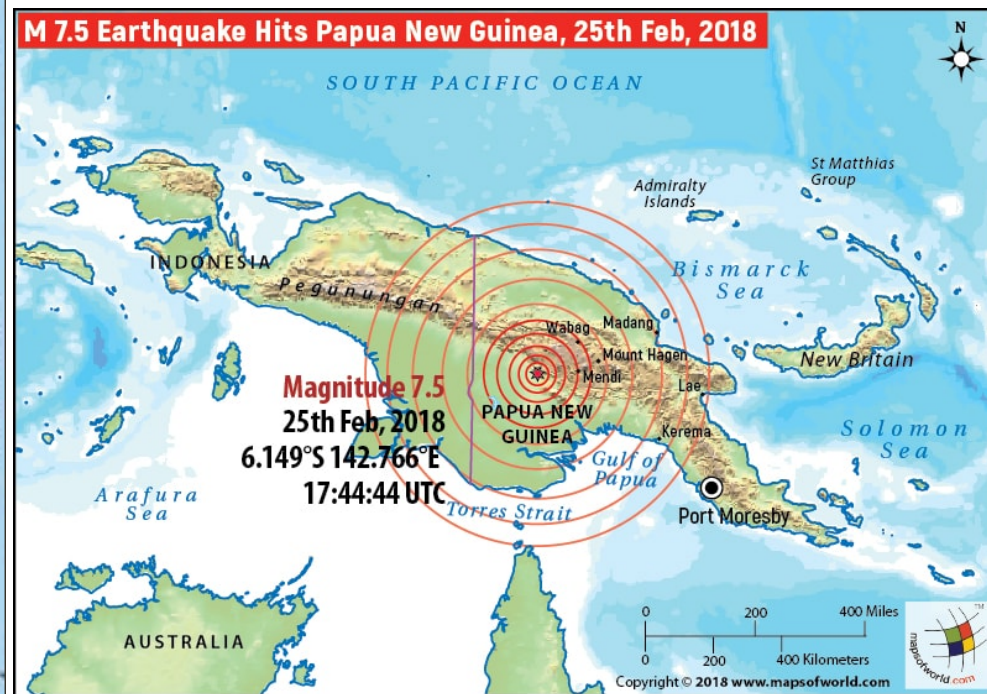 M 7.5 Earthquake Hits Papua New Guinea, 25th Feb, 2018
N
SOUTH PACIFIC OCEAN
St Matthias
Group
Admiralty
Islands
INDONESIA
Pegunungan
Bismarck
Sea
Wabag
Madang
Mount Hagen
New Britain
Mendi
Lae
Magnitude 7.5
25th Feb, 2018
6.149°S 142.766°E
17:44:44 UTC
PAPUA NEW
GUINEA
Kerema
Solomon
Sea
Gulf of
Papua
Arafura
Sea
Torres Strait
Port Moresby
AUSTRALIA
0 200 400 Miles
0 200 400 Kilometers
Copyright © 2018 www.mapsofworld.com
TM
mapsofworld.com